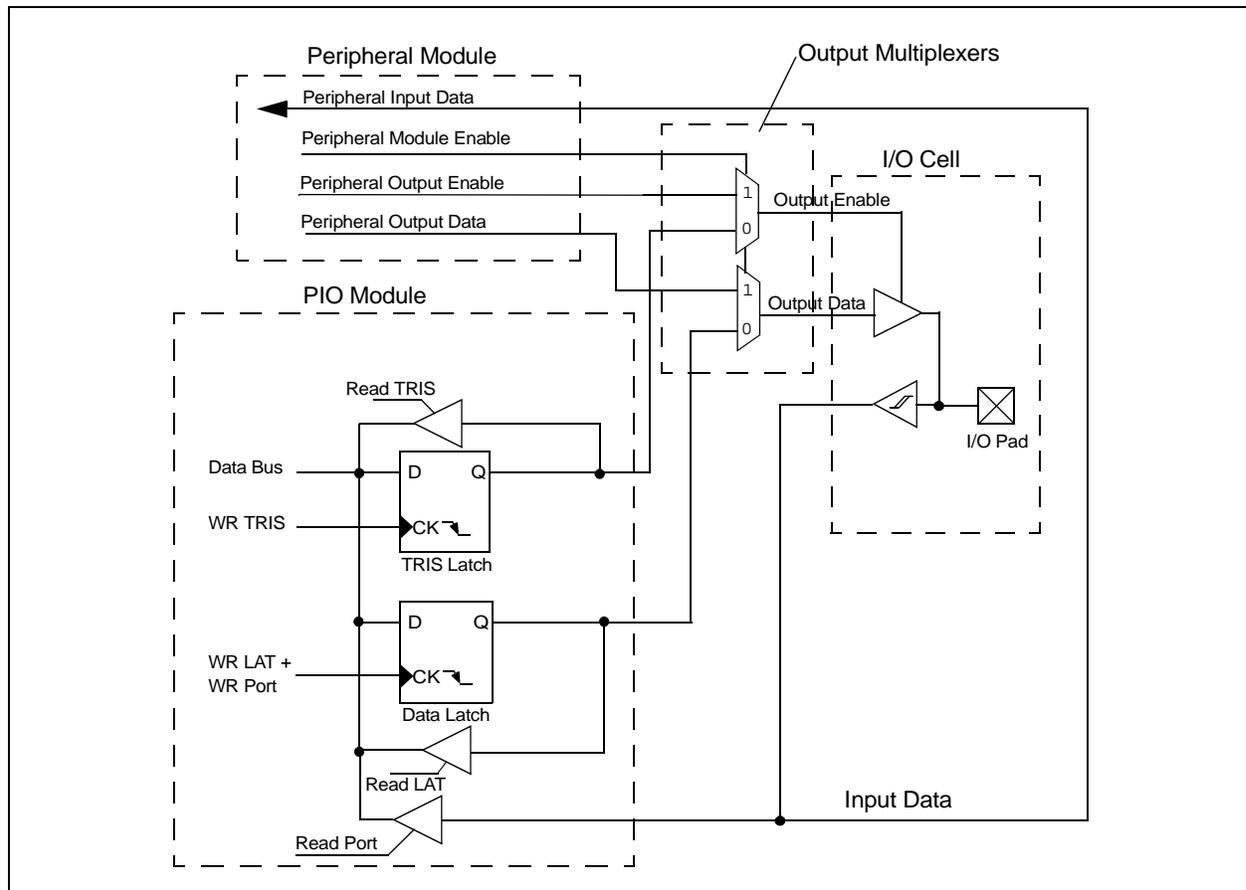 Peripheral Module
Output Multiplexers
Peripheral Input Data
Peripheral Module Enable
I/O Cell
Peripheral Output Enable
1
Output Enable
Peripheral Output Data
0
PIO Module
1
Output Data
0
Read TRIS
I/O Pad
Data Bus
D
Q
WR TRIS
CK
TRIS Latch
D
Q
WR LAT +
WR Port
CK
Data Latch
Read LAT
Input Data
Read Port